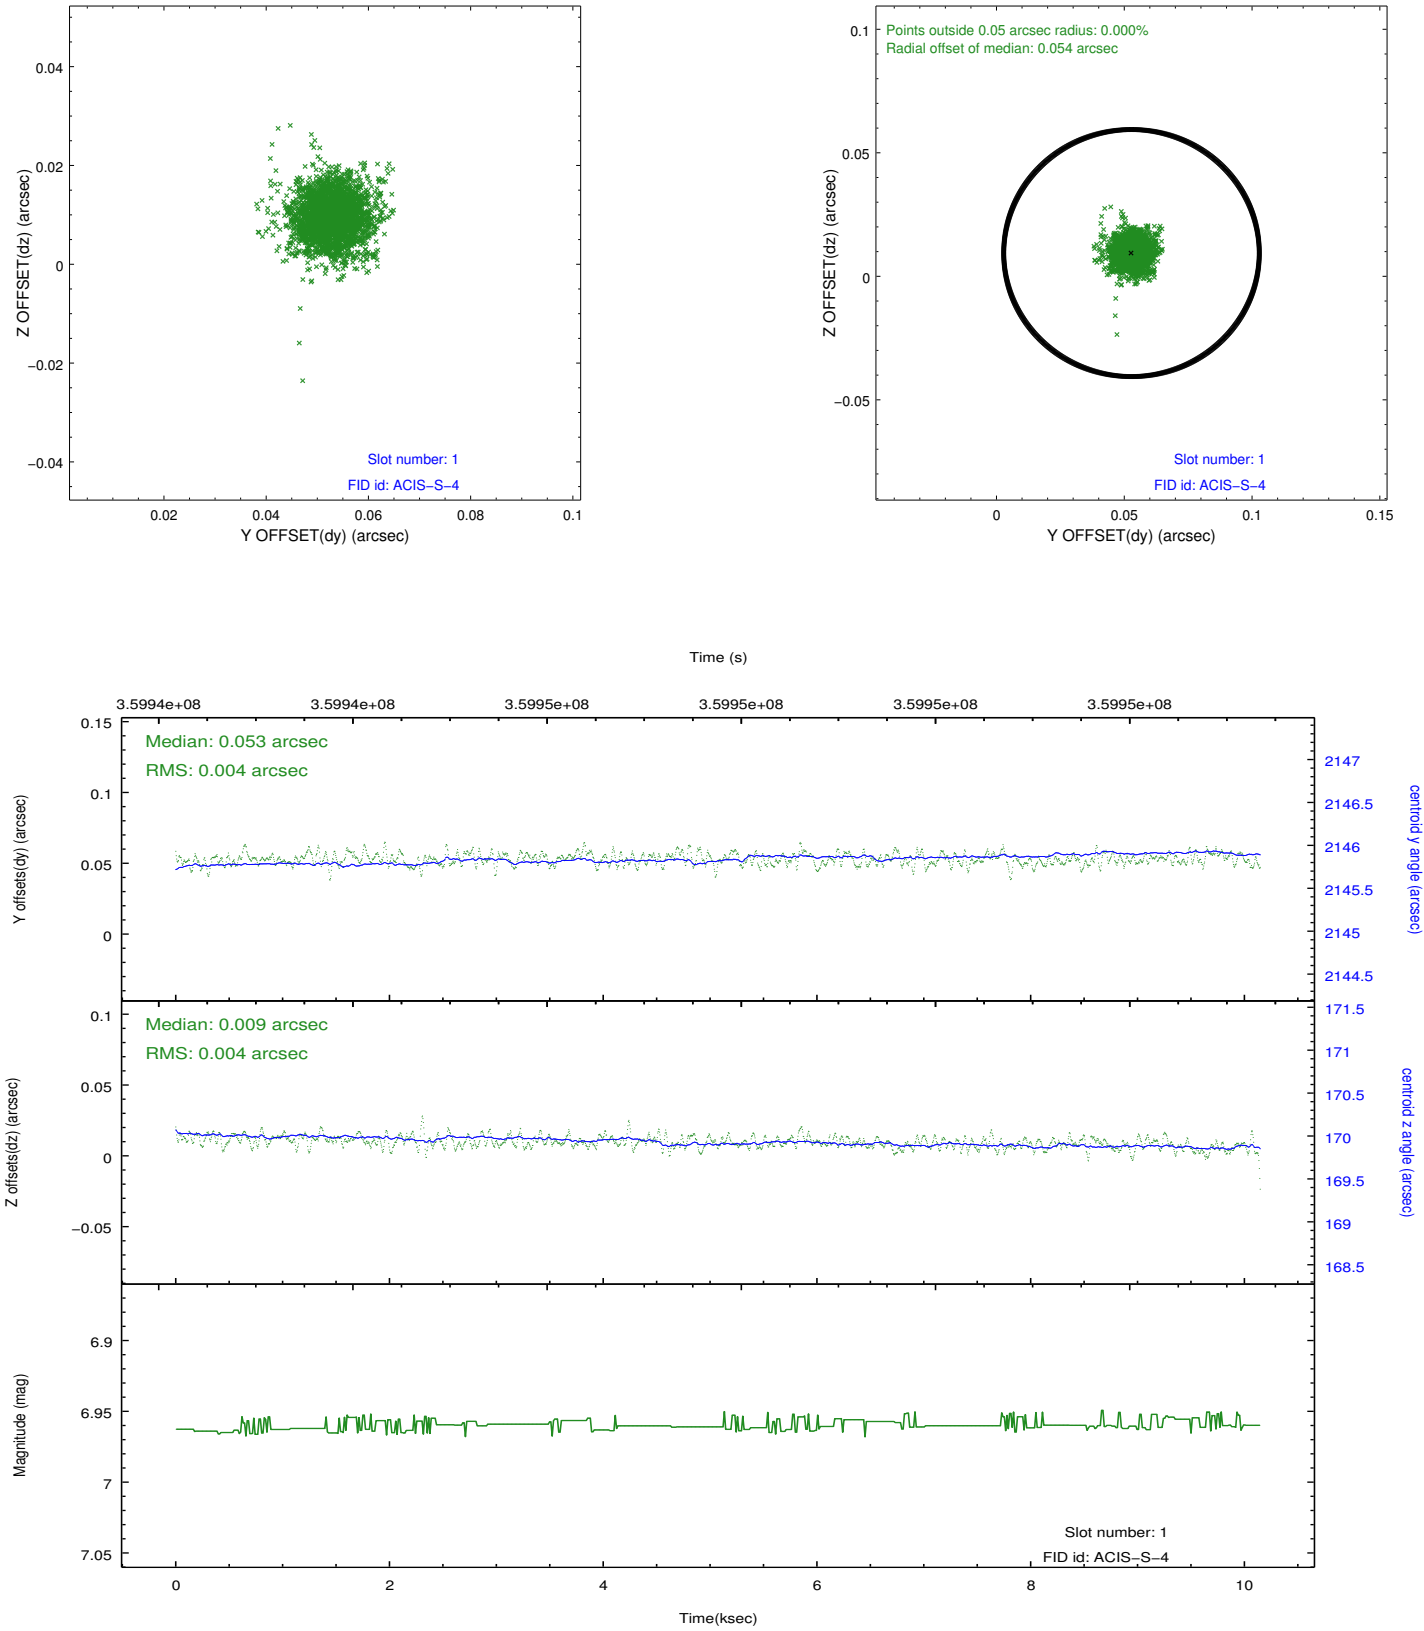 0.04
0.02
0
−0.02
−0.04
Z OFFSET(dz) (arcsec)
Slot number: 1
FID id: ACIS−S−4
0.02 0.04 0.06 0.08 0.1
Y OFFSET(dy) (arcsec)
Points outside 0.05 arcsec radius: 0.000%
Radial offset of median: 0.054 arcsec
0.1
0.05
0
−0.05
Z OFFSET(dz) (arcsec)
Slot number: 1
FID id: ACIS−S−4
0 0.05 0.1 0.15
Y OFFSET(dy) (arcsec)
Time (s)
3.5994e+08 3.5994e+08 3.5995e+08 3.5995e+08 3.5995e+08 3.5995e+08
Median: 0.053 arcsec
RMS: 0.004 arcsec
0.15
0.1
0.05
0
Y offsets(dy) (arcsec)
2147
2146.5
2146
2145.5
2145
2144.5
centroid y angle (arcsec)
Median: 0.009 arcsec
RMS: 0.004 arcsec
0.1
0.05
0
−0.05
Z offsets(dz) (arcsec)
171.5
171
170.5
170
169.5
169
168.5
centroid z angle (arcsec)
6.9
6.95
7
7.05
Magnitude (mag)
Slot number: 1
FID id: ACIS−S−4
0 2 4 6 8 10
Time(ksec)